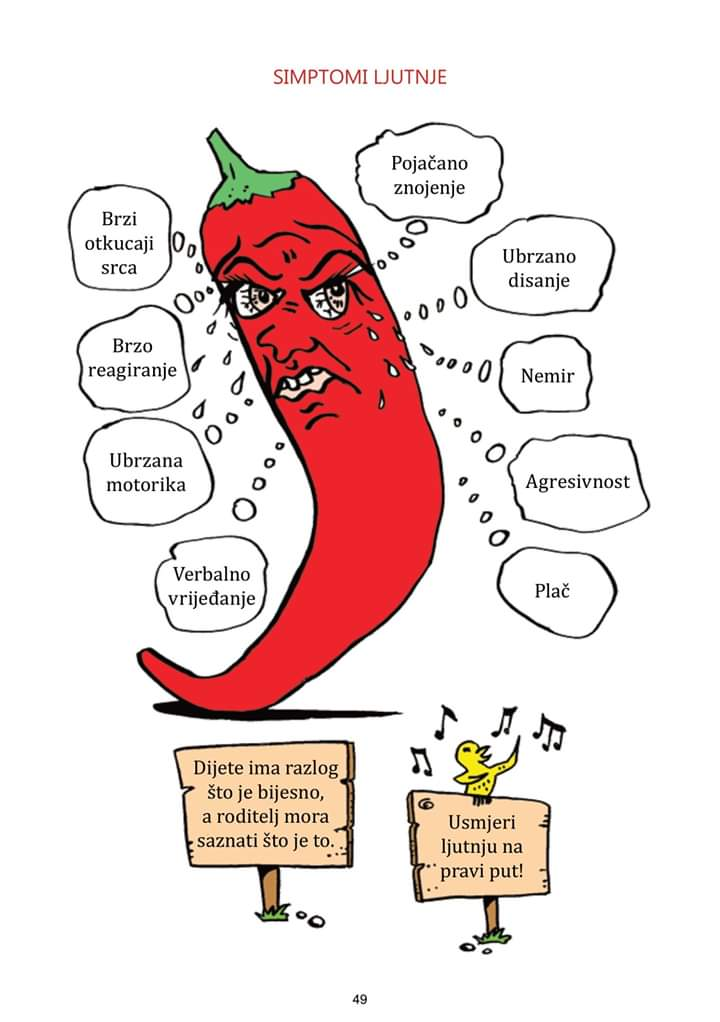 SIMPTOMI LJUTNJE
Pojačano
znojenje
Brzi
otkucaji
srca
Ubrzano
disanje
Brzo
reagiranje
Nemir
Ubrzana
motorika
Agresivnost
Verbalno
vrijeđanje
Plač
Dijete ima razlog
što je bijesno,
a roditelj mora
saznati što je to.
Usmjeri
ljutnju na
pravi put!
49